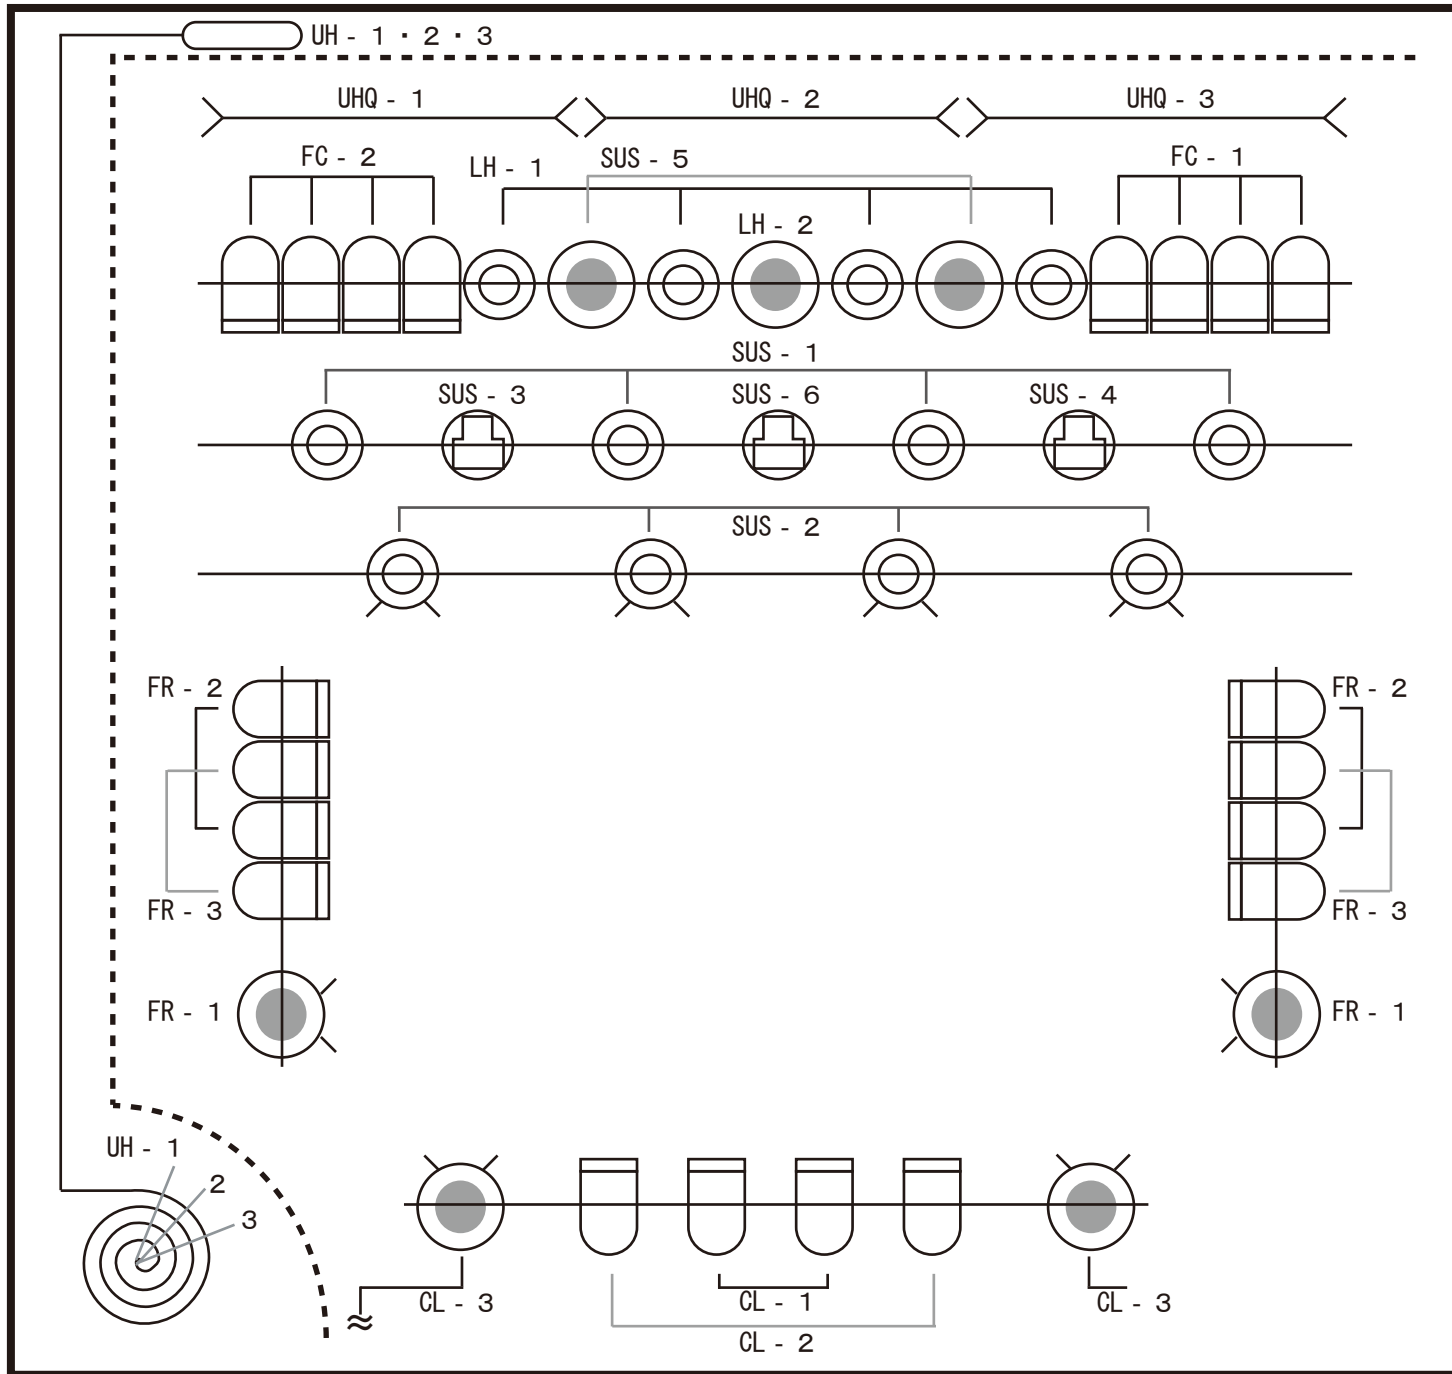 UH - 1 · 2 · 3
UHQ - 1
UHQ - 2
UHQ - 3
FC - 2
LH - 1
SUS - 5
FC - 1
LH - 2
SUS - 1
SUS - 3
SUS - 6
SUS - 4
SUS - 2
FR - 2
FR - 2
FR - 3
FR - 3
FR - 1
FR - 1
UH - 1
2
3
CL - 3
CL - 1
CL - 3
CL - 2